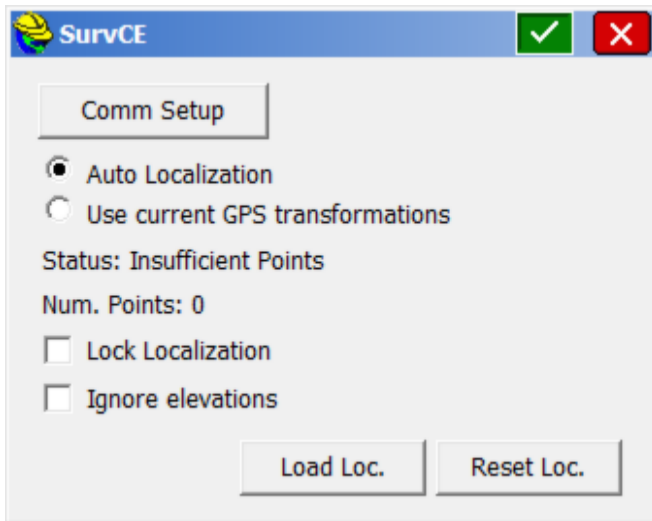 SurvCE
Comm Setup
Auto Localization
Use current GPS transformations
Status: Insufficient Points
Num. Points: 0
Lock Localization
Ignore elevations
Load Loc. Reset Loc.